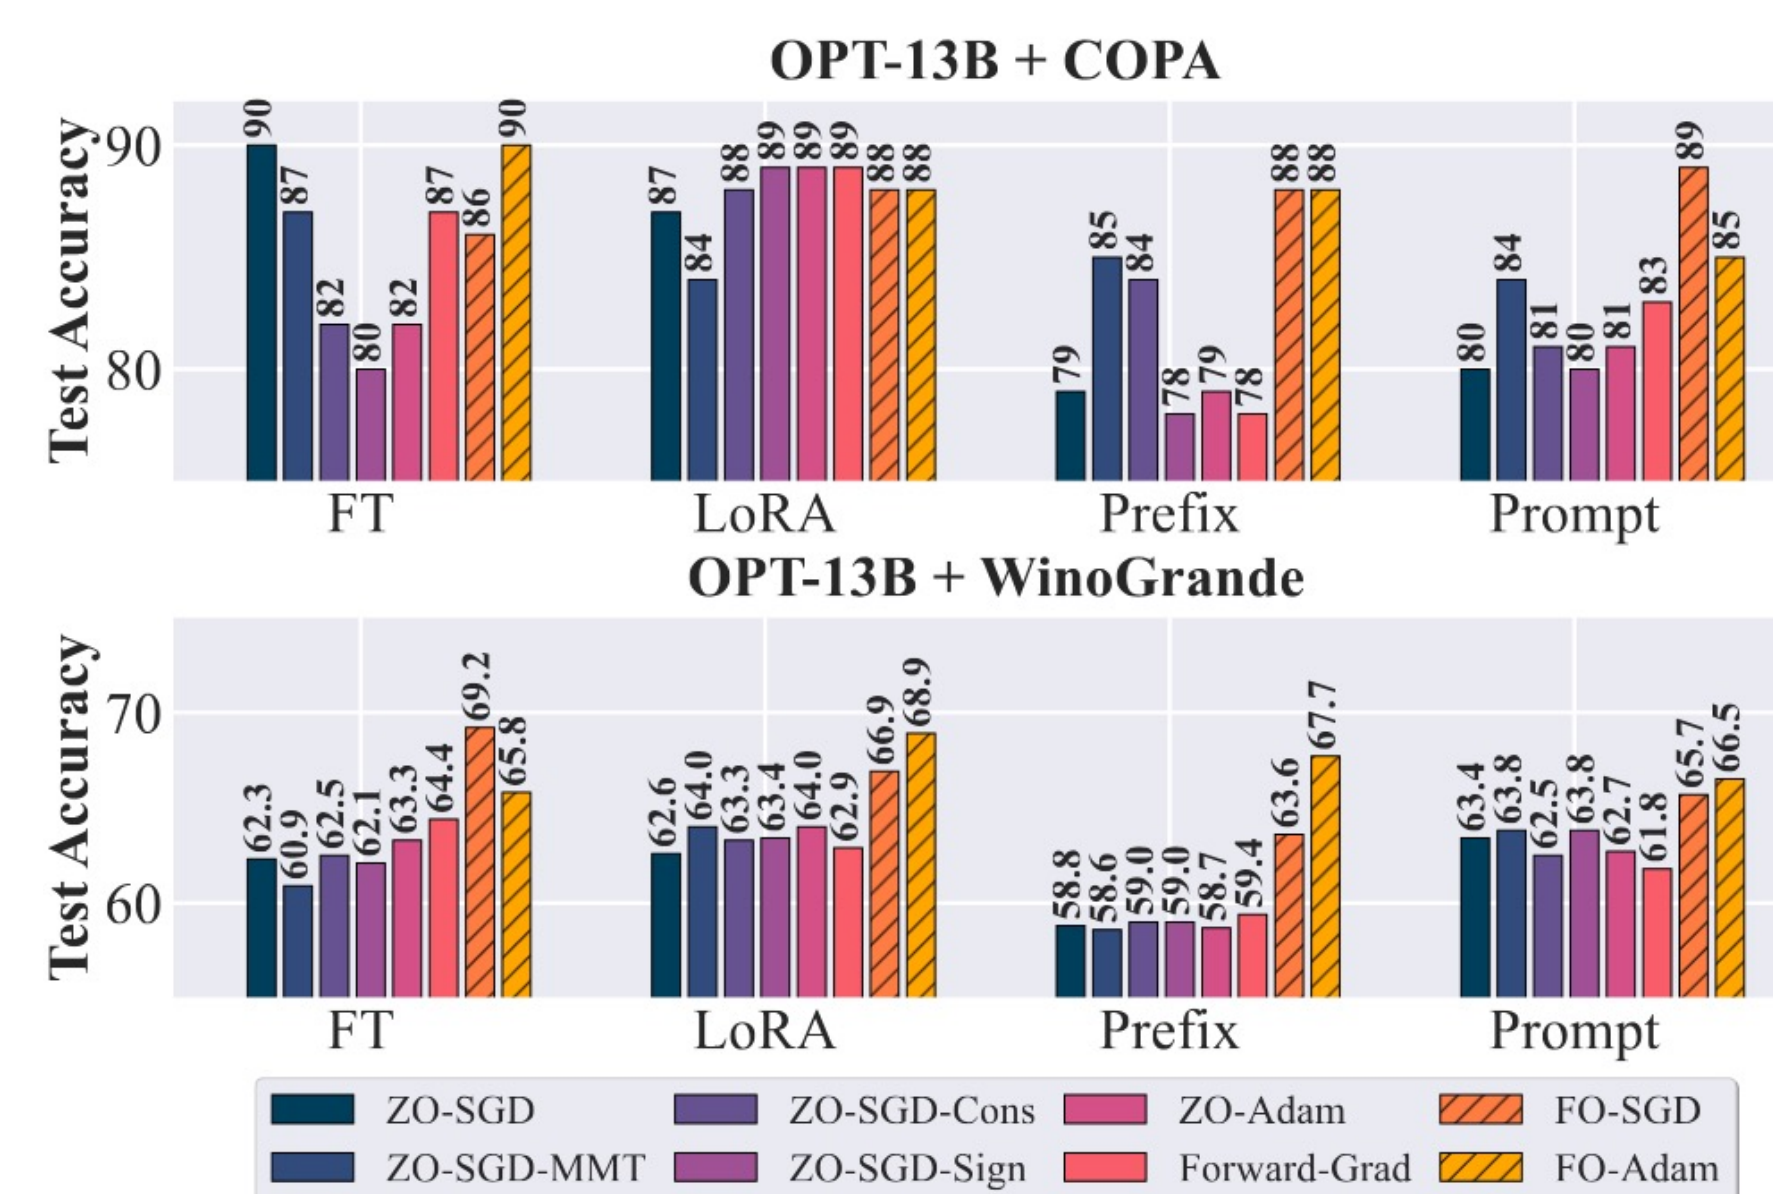 OPT-13B + COPA
Test Accuracy
90
80
90 87 82 80 82 87 86 90
87 84 88 89 89 89 88 88
79 85 84 78 79 78 88 88
80 84 81 80 81 83 89 85
FT LoRA Prefix Prompt
OPT-13B + WinoGrande
Test Accuracy
70
60
62.3 60.9 62.5 62.1 63.3 64.4 69.2 65.8
62.6 64.0 63.3 63.4 64.0 62.9 66.9 68.9
58.8 58.6 59.0 59.0 58.7 59.4 63.6 67.7
63.4 63.8 62.5 63.8 62.7 61.8 65.7 66.5
FT LoRA Prefix Prompt
ZO-SGD ZO-SGD-Cons ZO-Adam FO-SGD
ZO-SGD-MMT ZO-SGD-Sign Forward-Grad FO-Adam